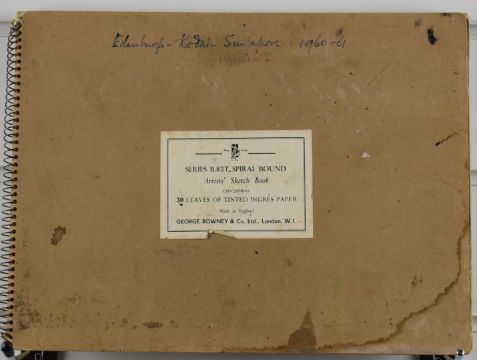 Edinburgh - Kodai - Singapore : 1960-61
SERIES B.82T, SPIRAL BOUND
Artists' Sketch Book
CONTAINING
30 LEAVES OF TINTED INGRES PAPER
Made in England
GEORGE ROWNEY & Co. Ltd., London, W.1.